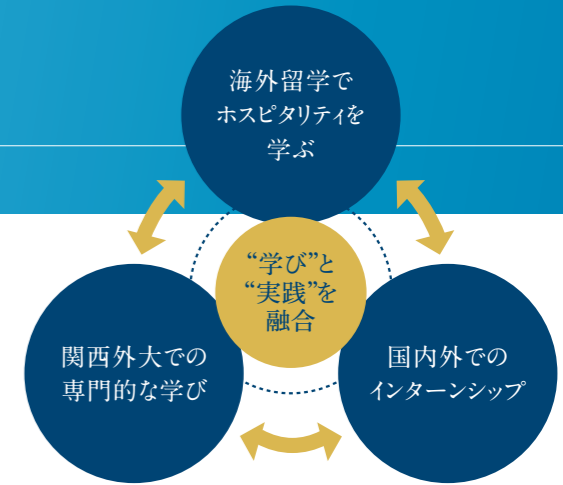 海外留学で
ホスピタリティを
学ぶ
“学び”と
“実践”を
融合
関西外大での
専門的な学び
国内外での
インターンシップ